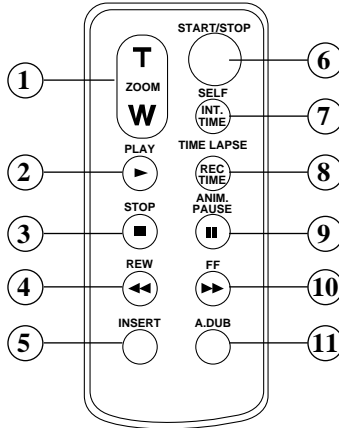 START/STOP
T
1
ZOOM
6
W
SELF
INT.
TIME
7
PLAY
TIME LAPSE
2
REC
TIME
8
STOP
ANIM.
PAUSE
3
9
REW
FF
4
10
INSERT
A.DUB
5
11